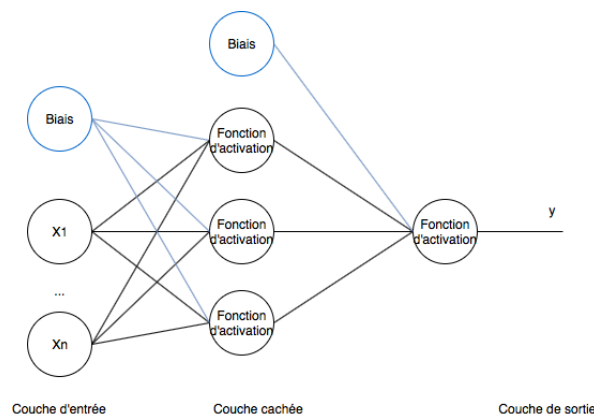 Biais
Biais
Fonction
d'activation
X1
Fonction
d'activation
Fonction
d'activation
y
...
Fonction
d'activation
Xn
Couche d'entrée
Couche cachée
Couche de sortie